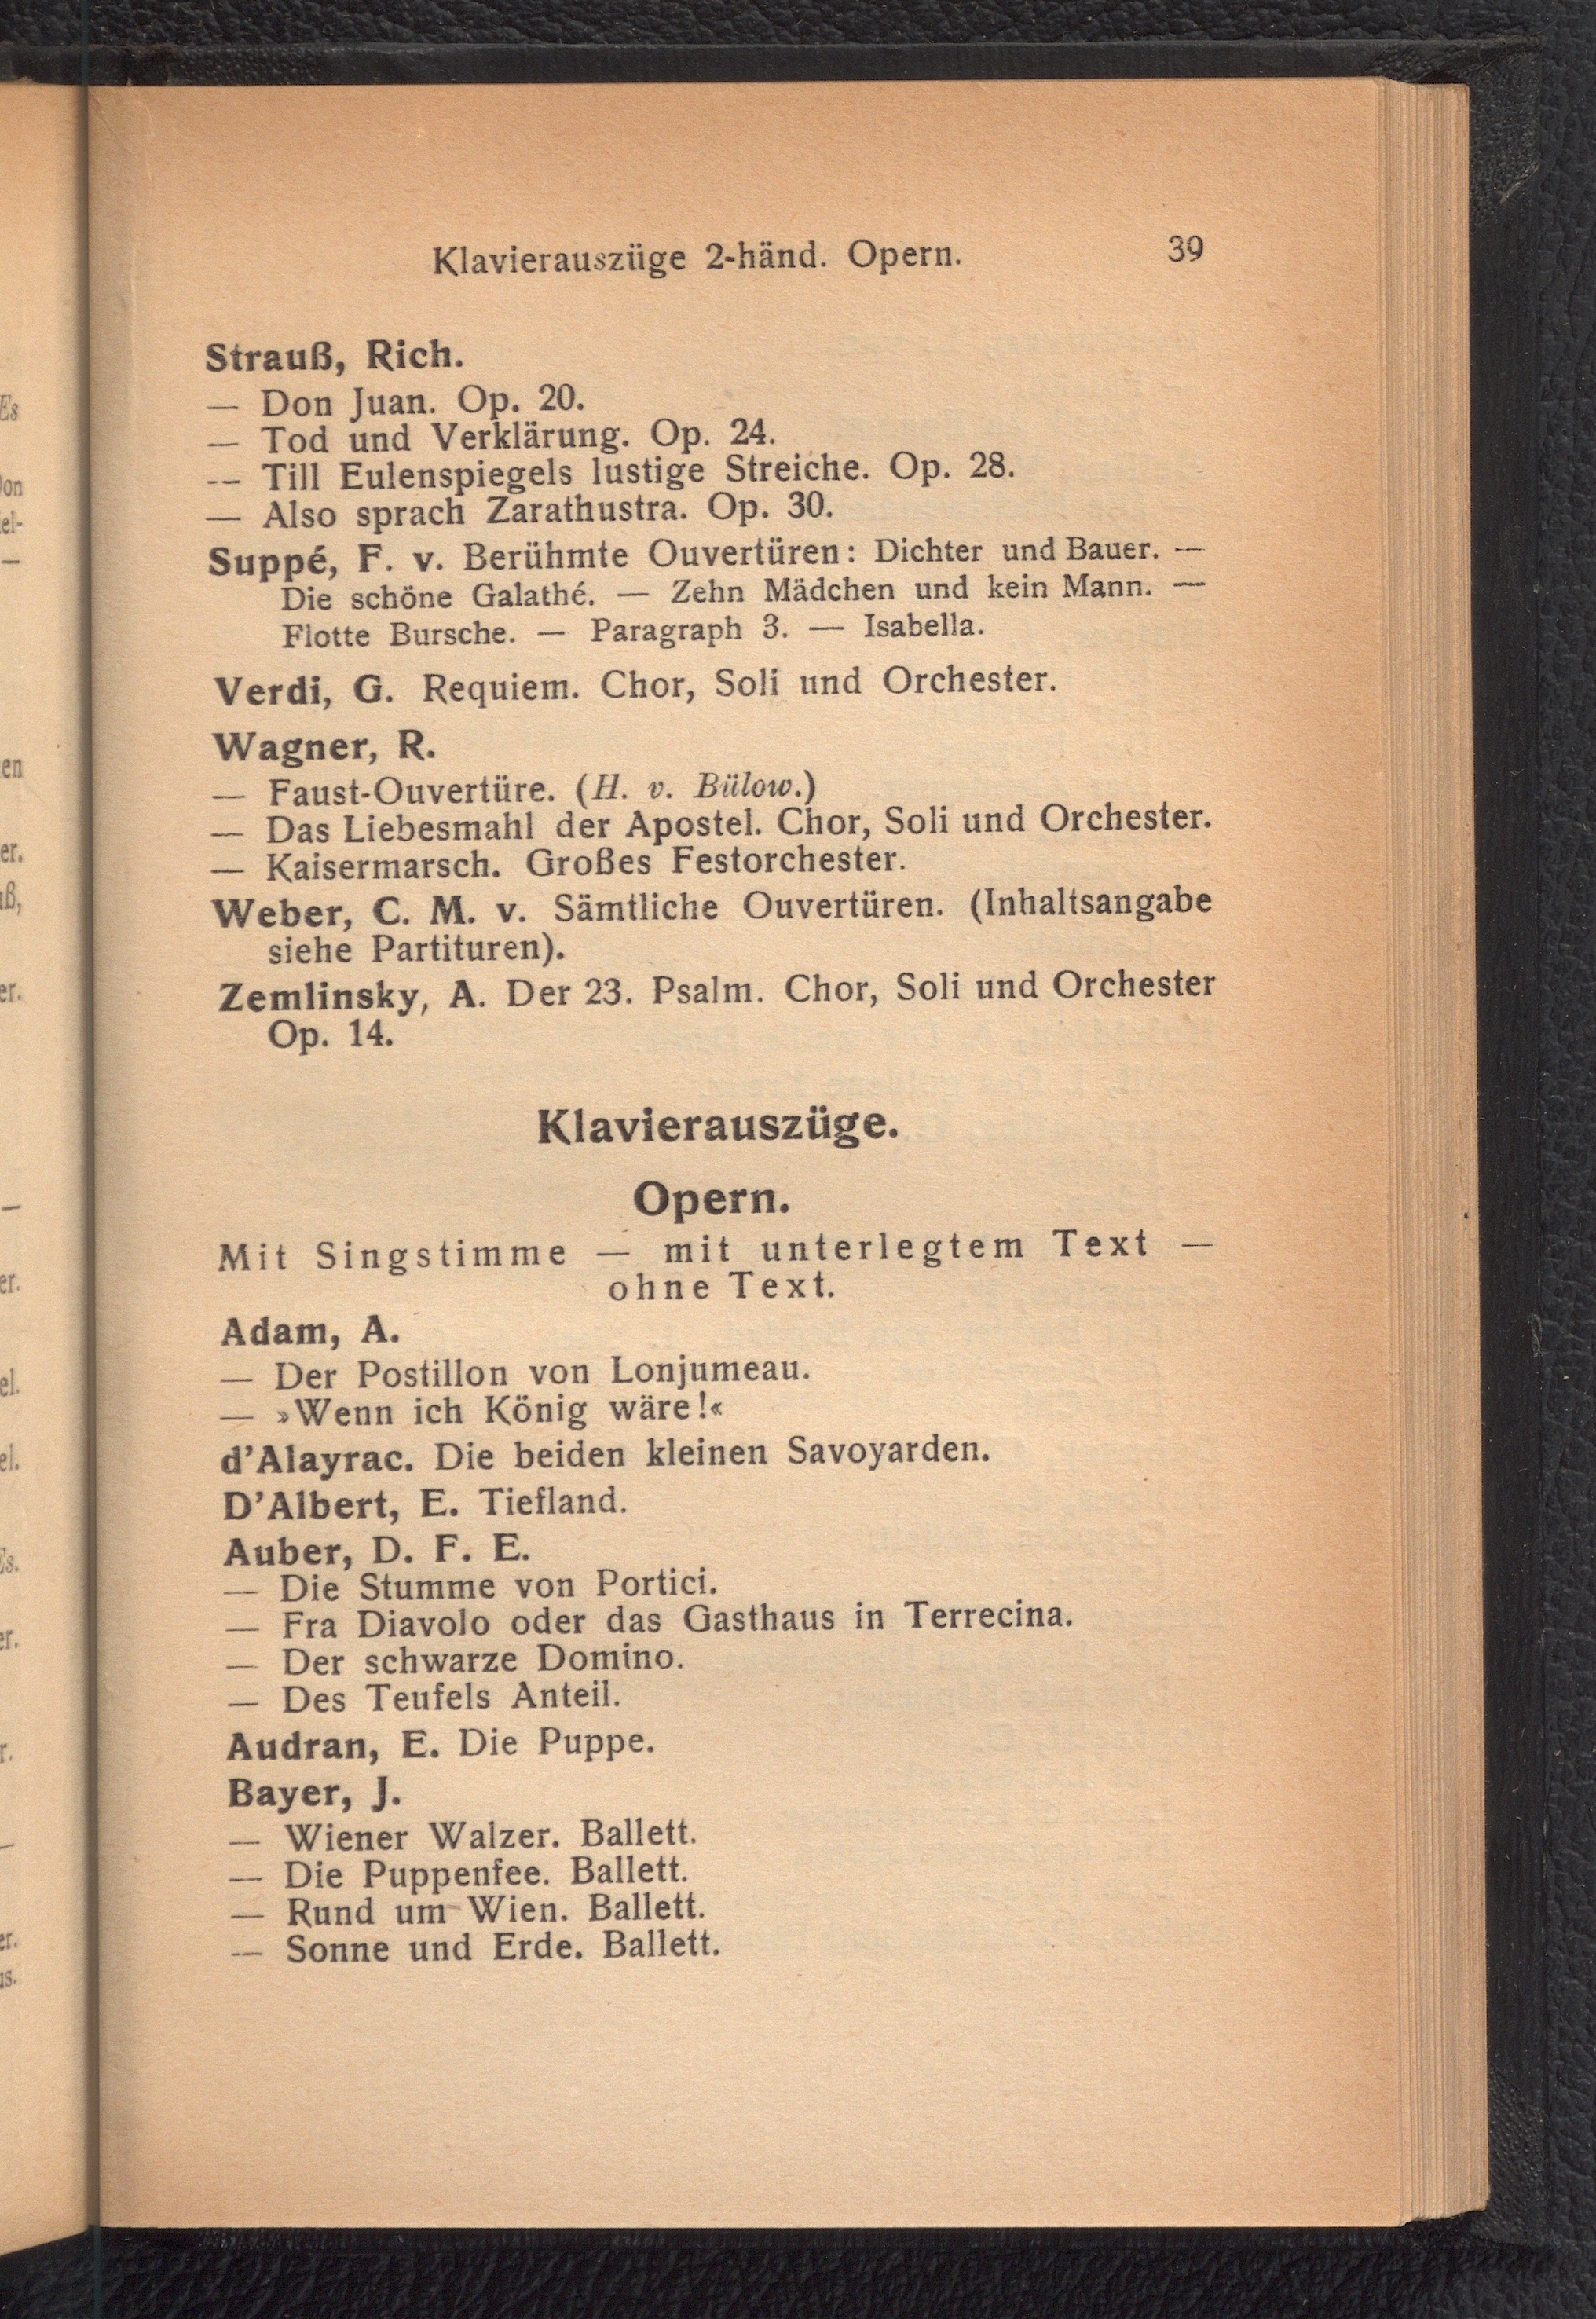 Klavierauszüge 2-händ. Opern. 39
Strauß, Rich.
— Don Juan. Op. 20.
— Tod und Verklärung. Op. 24.
-- Till Eulenspiegels lustige Streiche. Op. 28.
— Also sprach Zarathustra. Op. 30.
Suppé, F. v. Berühmte Ouvertüren: Dichter und Bauer. —
Die schöne Galathé. — Zehn Mädchen und kein Mann. —
Flotte Bursche. — Paragraph 3. — Isabella.
Verdi, G. Requiem. Chor, Soli und Orchester.
Wagner, R.
— Faust-Ouvertüre. (H. v. Bülow.)
— Das Liebesmahl der Apostel. Chor, Soli und Orchester.
— Kaisermarsch. Großes Festorchester.
Weber, C. M. v. Sämtliche Ouvertüren. (Inhaltsangabe
siehe Partituren).
Zemlinsky, A. Der 23. Psalm. Chor, Soli und Orchester
Op. 14.
Klavierauszüge.
Opern.
Mit Singstimme — mit unterlegtem Text —
ohne Text.
Adam, A.
— Der Postillon von Lonjumeau.
— »Wenn ich König wäre!«
d'Alayrac. Die beiden kleinen Savoyarden.
D'Albert, E. Tiefland.
Auber, D. F. E.
— Die Stumme von Portici.
— Fra Diavolo oder das Gasthaus in Terrecina.
— Der schwarze Domino.
— Des Teufels Anteil.
Audran, E. Die Puppe.
Bayer, J.
— Wiener Walzer. Ballett.
— Die Puppenfee. Ballett.
— Rund um Wien. Ballett.
— Sonne und Erde. Ballett.